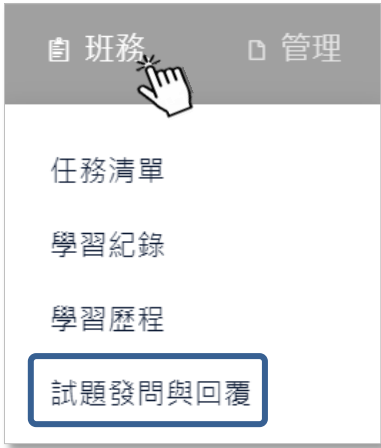 班務 管理
任務清單
學習紀錄
學習歷程
試題發問與回覆